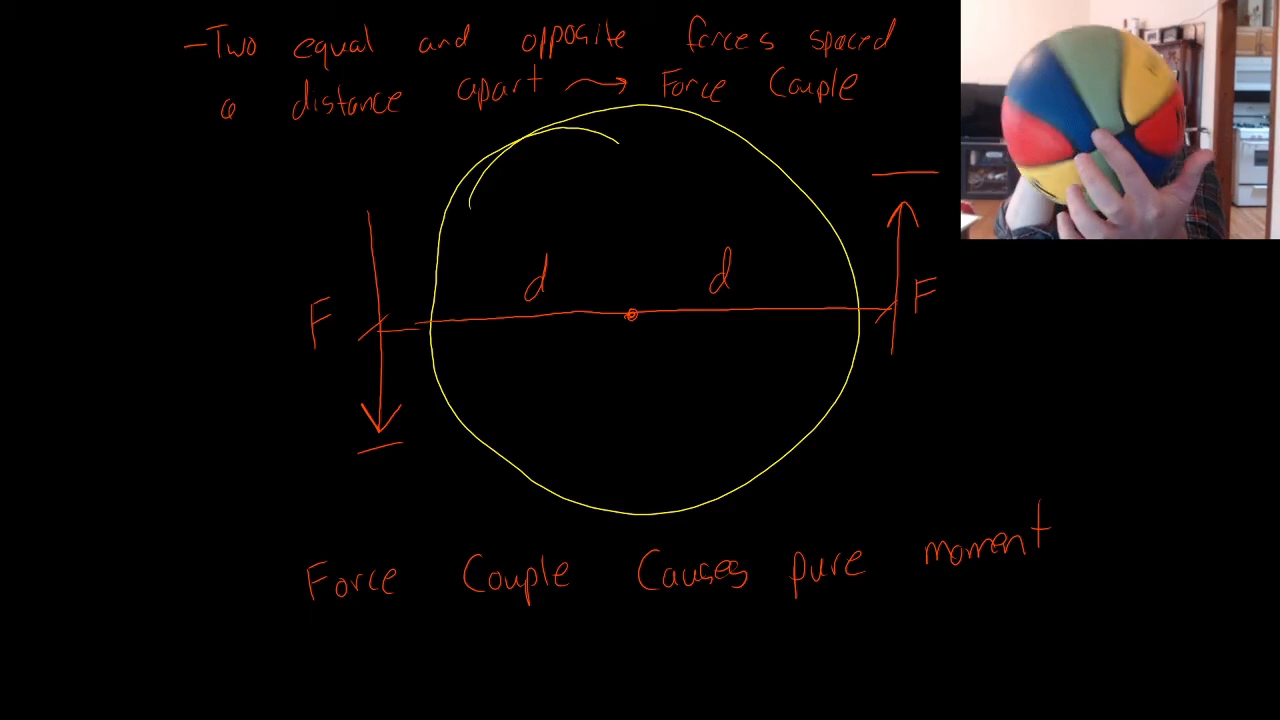 - Two equal and opposite forces spaced
a distance apart → Force Couple
d d
F F
Force Couple Causes pure moment